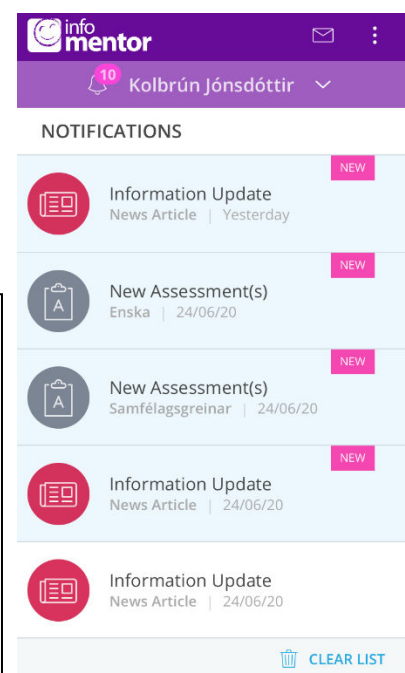 info
mentor
10
Kolbrún Jónsdóttir
NOTIFICATIONS
NEW
Information Update
News Article | Yesterday
NEW
New Assessment(s)
Enska | 24/06/20
NEW
New Assessment(s)
Samfélagsgreinar | 24/06/20
NEW
Information Update
News Article | 24/06/20
Information Update
News Article | 24/06/20
CLEAR LIST